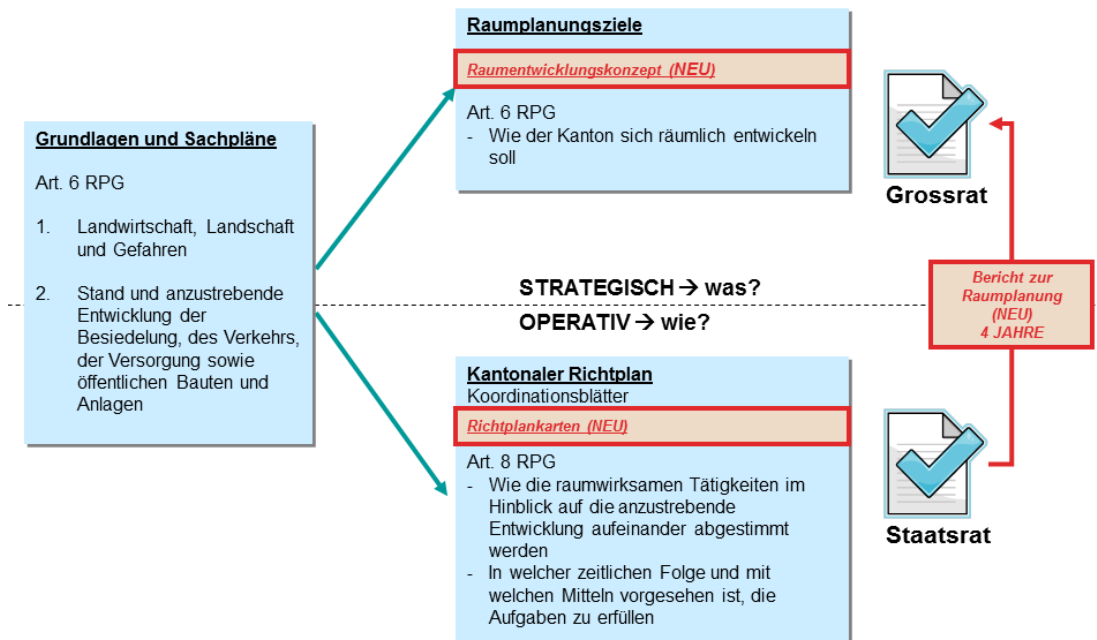 Grundlagen und Sachpläne
Art. 6 RPG
1. Landwirtschaft, Landschaft
und Gefahren
2. Stand und anzustrebende
Entwicklung der
Besiedelung, des Verkehrs,
der Versorgung sowie
öffentlichen Bauten und
Anlagen
Raumplanungsziele
Raumentwicklungskonzept (NEU)
Art. 6 RPG
- Wie der Kanton sich räumlich entwickeln
soll
Grossrat
STRATEGISCH → was?
OPERATIV → wie?
Bericht zur
Raumplanung
(NEU)
4 JAHRE
Kantonaler Richtplan
Koordinationsblätter
Richtplankarten (NEU)
Art. 8 RPG
- Wie die raumwirksamen Tätigkeiten im
Hinblick auf die anzustrebende
Entwicklung aufeinander abgestimmt
werden
- In welcher zeitlichen Folge und mit
welchen Mitteln vorgesehen ist, die
Aufgaben zu erfüllen
Staatsrat